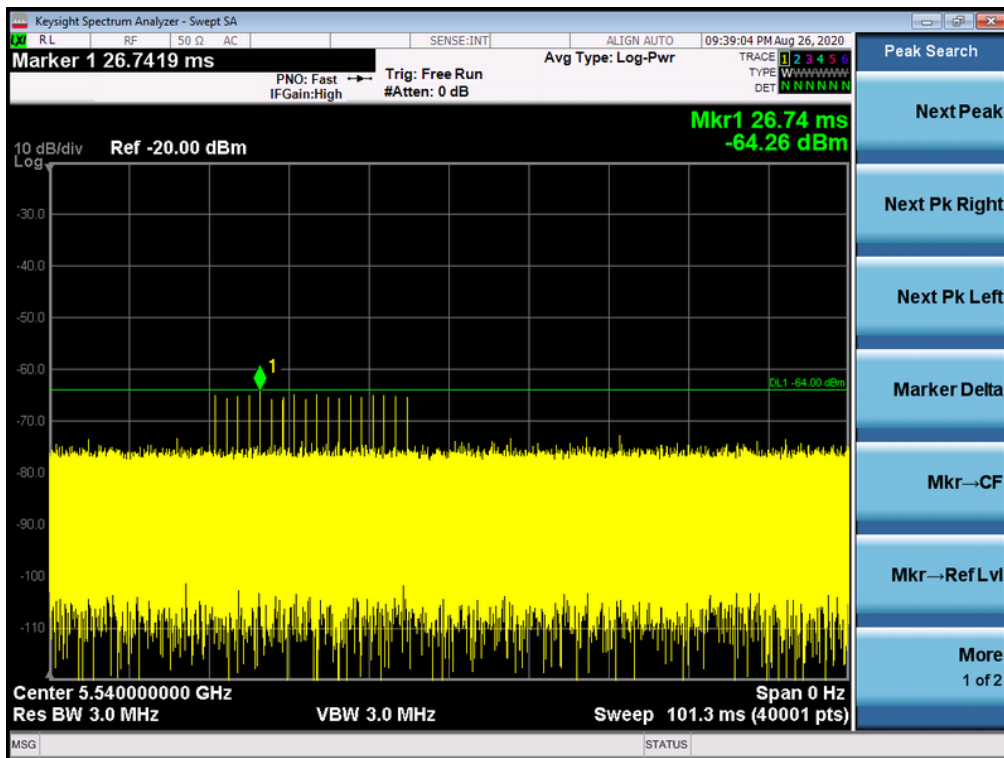 Keysight Spectrum Analyzer - Swept SA
LXI RL RF 50 Ω AC SENSE:INT ALIGN AUTO 09:39:04 PM Aug 26, 2020
Marker 1 26.7419 ms
PNO: Fast
IFGain:High
Trig: Free Run
#Atten: 0 dB
Avg Type: Log-Pwr
TRACE 1 2 3 4 5 6
TYPE W
DET N N N N N N
Mkr1 26.74 ms
-64.26 dBm
10 dB/div Ref -20.00 dBm
Log
-30.0
-40.0
-50.0
-60.0
1
DL1 -64.00 dBm
-70.0
-80.0
-90.0
-100
-110
Center 5.540000000 GHz Span 0 Hz
Res BW 3.0 MHz VBW 3.0 MHz Sweep 101.3 ms (40001 pts)
MSG STATUS
Peak Search
Next Peak
Next Pk Right
Next Pk Left
Marker Delta
Mkr→CF
Mkr→Ref Lvl
More
1 of 2